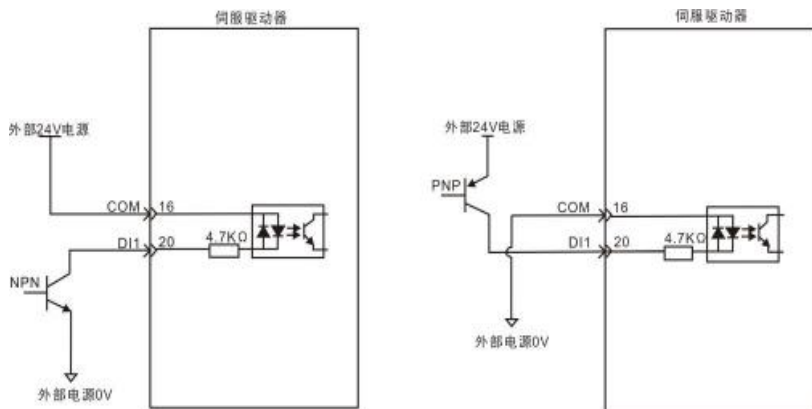 伺服驱动器
外部24V电源
COM
16
DI1
20
4.7KΩ
NPN
外部电源0V
伺服驱动器
外部24V电源
PNP
COM
16
DI1
20
4.7KΩ
外部电源0V